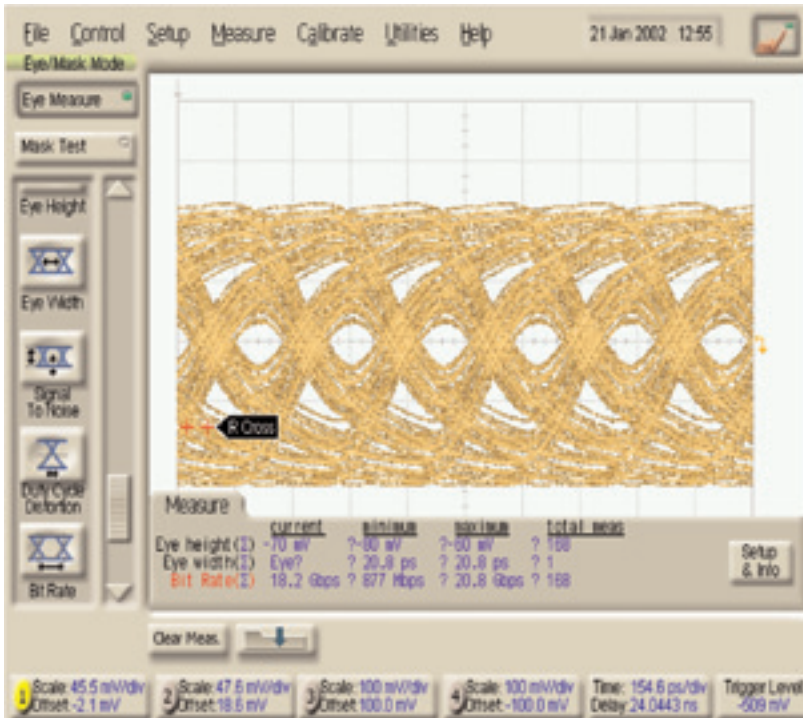 File Control Setup Measure Calibrate Utilities Help 21 Jan 2002 12:55
Eye/Mask Mode
Eye Measure
Mask Test
Eye Height
Eye Width
Signal
To Noise
Duty Cycle
Distortion
Bit Rate
R Cross
Measure
current minimum maximum total meas
Eye height(Σ) -70 mV ?-80 mV ?-60 mV ? 168
Eye width(Σ) Eye? ? 20.8 ps ? 20.8 ps ? 1
Bit Rate(Σ) 18.2 Gbps ? 877 Mbps ? 20.8 Gbps ? 168
Setup
& Info
Clear Meas.
1 Scale: 45.5 mV/div
Offset: -2.1 mV
2 Scale: 47.6 mV/div
Offset: 18.6 mV
3 Scale: 100 mV/div
Offset: 100.0 mV
4 Scale: 100 mV/div
Offset: -100.0 mV
Time: 154.6 ps/div
Delay: 24.0443 ns
Trigger Level
-609 mV